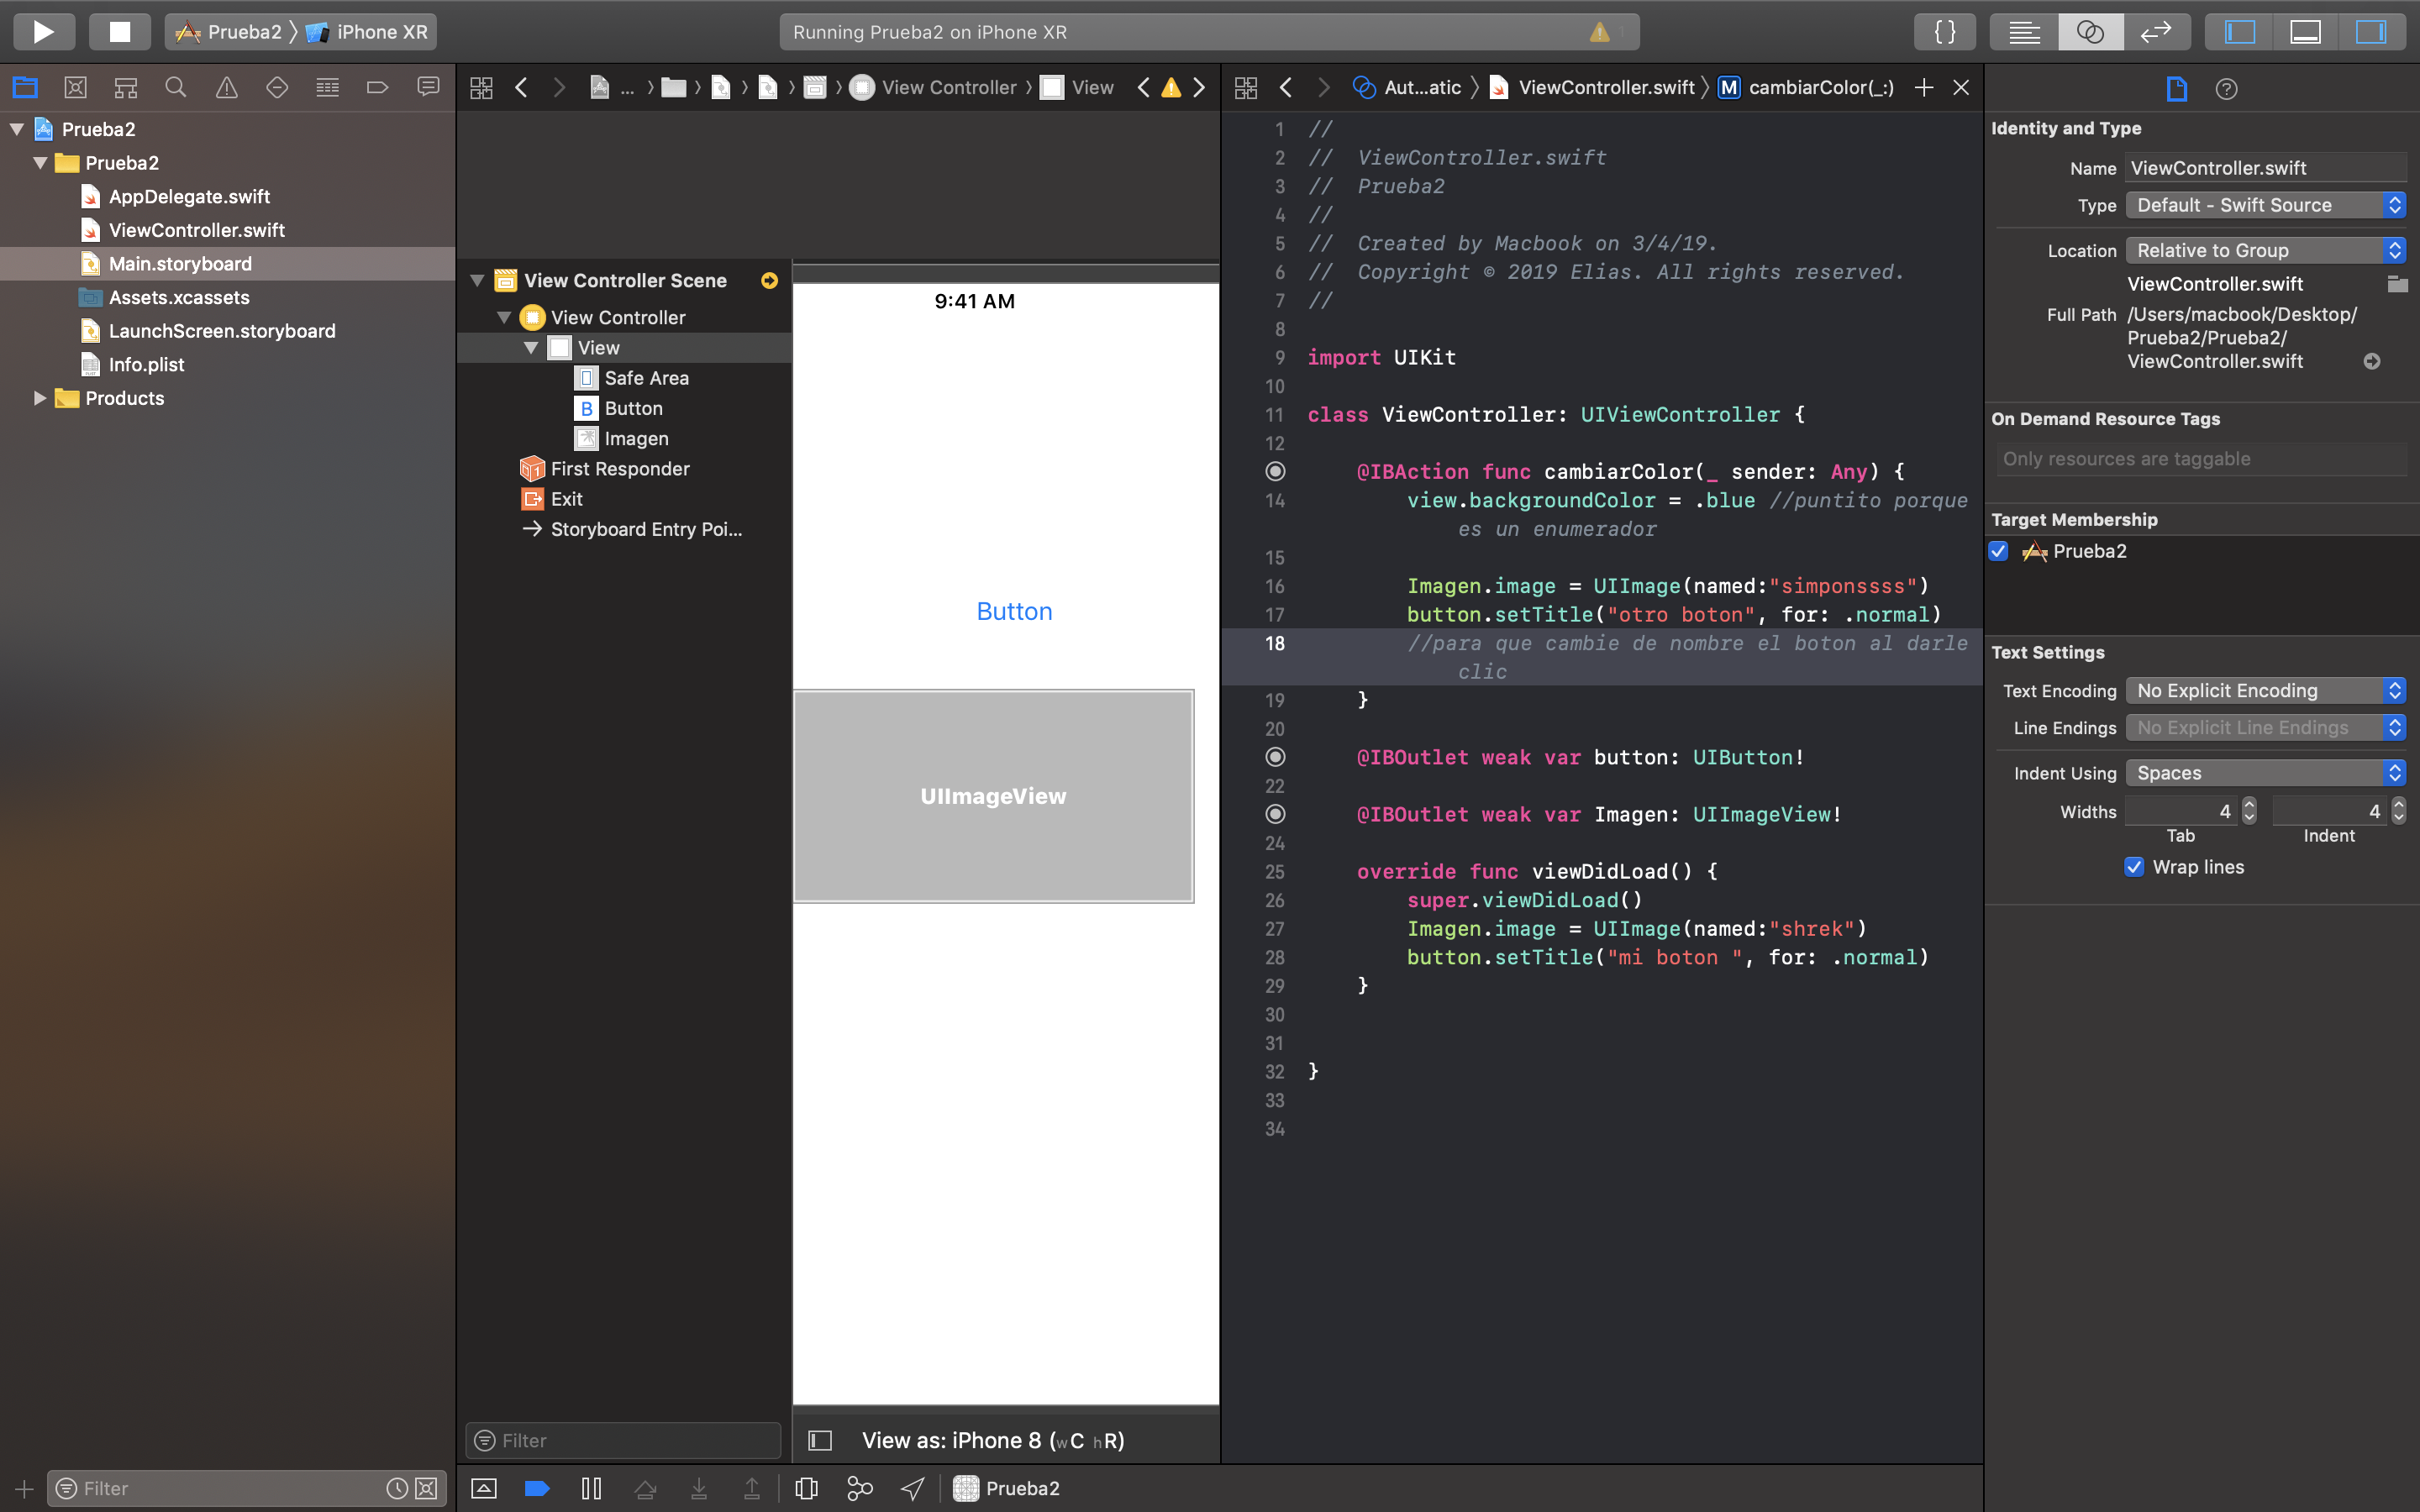 Prueba2 iPhone XR
Running Prueba2 on iPhone XR
{}
... View Controller View
Aut...atic ViewController.swift M cambiarColor(_:)
Prueba2
Prueba2
AppDelegate.swift
ViewController.swift
Main.storyboard
Assets.xcassets
LaunchScreen.storyboard
Info.plist
Products
Filter
View Controller Scene
View Controller
View
Safe Area
B Button
Imagen
First Responder
Exit
Storyboard Entry Poi...
Filter
9:41 AM
Button
UIImageView
View as: iPhone 8 (wC hR)
Prueba2
1 //
2 //  ViewController.swift
3 //  Prueba2
4 //
5 //  Created by Macbook on 3/4/19.
6 //  Copyright © 2019 Elias. All rights reserved.
7 //
8
9 import UIKit
10
11 class ViewController: UIViewController {
12
@IBAction func cambiarColor(_ sender: Any) {
14 view.backgroundColor = .blue //puntito porque
es un enumerador
15
16 Imagen.image = UIImage(named:"simponssss")
17 button.setTitle("otro boton", for: .normal)
18 //para que cambie de nombre el boton al darle
clic
19 }
20
@IBOutlet weak var button: UIButton!
22
@IBOutlet weak var Imagen: UIImageView!
24
25 override func viewDidLoad() {
26 super.viewDidLoad()
27 Imagen.image = UIImage(named:"shrek")
28 button.setTitle("mi boton ", for: .normal)
29 }
30
31
32 }
33
34
Identity and Type
Name ViewController.swift
Type Default - Swift Source
Location Relative to Group
ViewController.swift
Full Path /Users/macbook/Desktop/
Prueba2/Prueba2/
ViewController.swift
On Demand Resource Tags
Only resources are taggable
Target Membership
Prueba2
Text Settings
Text Encoding No Explicit Encoding
Line Endings No Explicit Line Endings
Indent Using Spaces
Widths 4 4
Tab Indent
Wrap lines